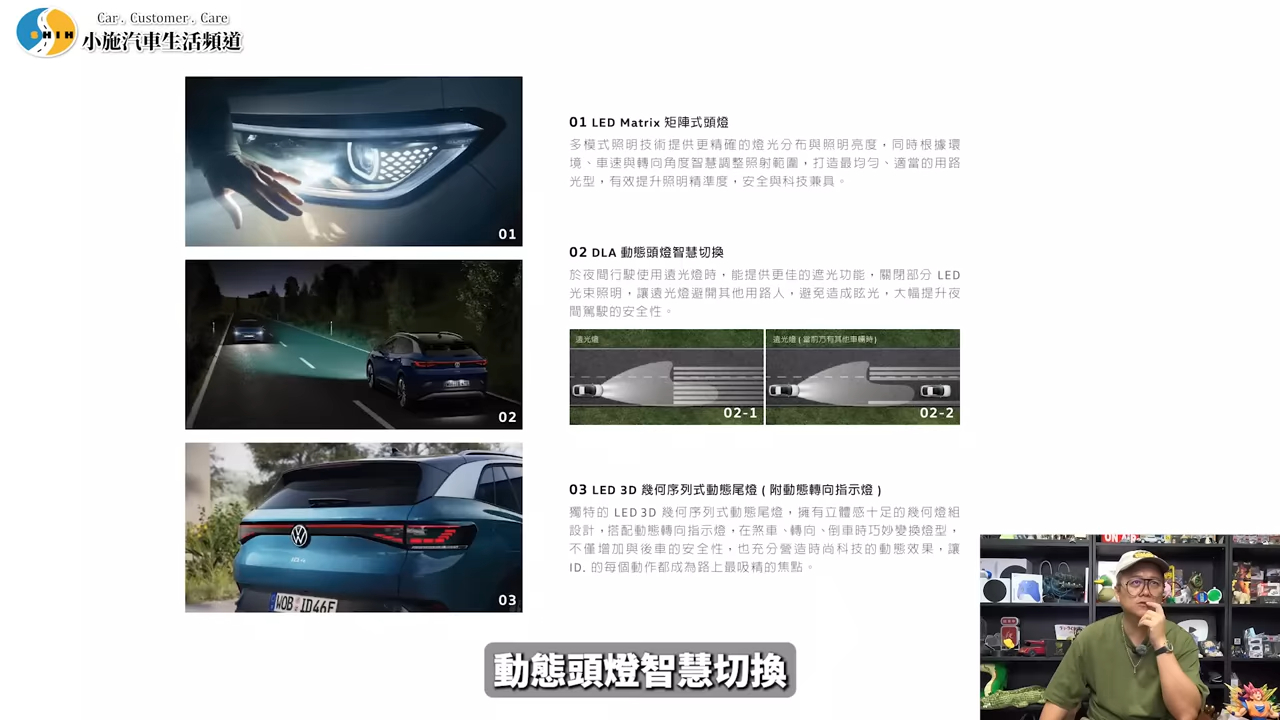 Car . Customer . Care
SHIH
小施汽車生活頻道
01
01 LED Matrix 矩陣式頭燈
多模式照明技術提供更精確的燈光分布與照明亮度，同時根據環
境、車速與轉向角度智慧調整照射範圍，打造最均勻、適當的用路
光型，有效提升照明精準度，安全與科技兼具。
02
02 DLA 動態頭燈智慧切換
於夜間行駛使用遠光燈時，能提供更佳的遮光功能，關閉部分 LED
光束照明，讓遠光燈避開其他用路人，避免造成眩光，大幅提升夜
間駕駛的安全性。
遠光燈
02-1
遠光燈 ( 當前方有其他車輛時 )
02-2
03
WOB ID46E
03 LED 3D 幾何序列式動態尾燈 ( 附動態轉向指示燈 )
獨特的 LED 3D 幾何序列式動態尾燈，擁有立體感十足的幾何燈組
設計，搭配動態轉向指示燈，在煞車、轉向、倒車時巧妙變換燈型，
不僅增加與後車的安全性，也充分營造時尚科技的動態效果，讓
ID. 的每個動作都成為路上最吸精的焦點。
ON AIR
動態頭燈智慧切換